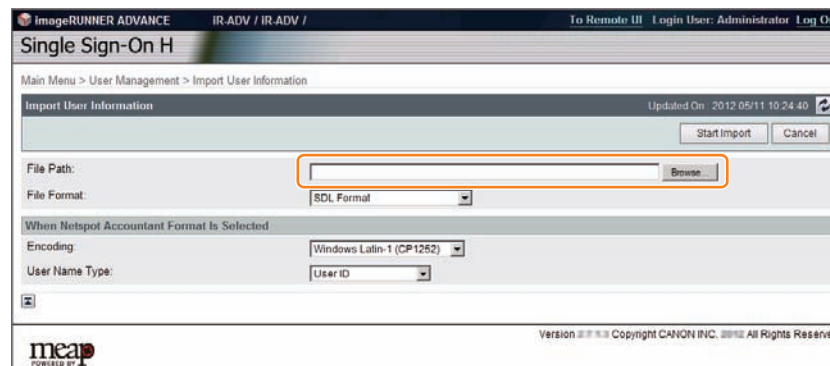 imageRUNNER ADVANCE IR-ADV / IR-ADV / To Remote UI Login User: Administrator Log O
Single Sign-On H
Main Menu > User Management > Import User Information
Import User Information Updated On : 2012 05/11 10:24:40
Start Import Cancel
File Path: Browse...
File Format: SDL Format
When Netspot Accountant Format Is Selected
Encoding: Windows Latin-1 (CP1252)
User Name Type: User ID
Version Copyright CANON INC. All Rights Reserve
meap
POWERED BY